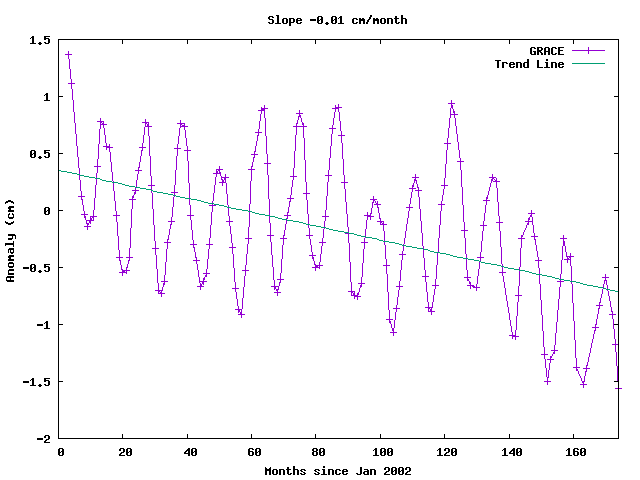 Slope -0.01 cm/month
GRACE
Trend Line
1.5
1
0.5
0
-0.5
-1
-1.5
-2
Anomaly (cm)
0 20 40 60 80 100 120 140 160
Months since Jan 2002